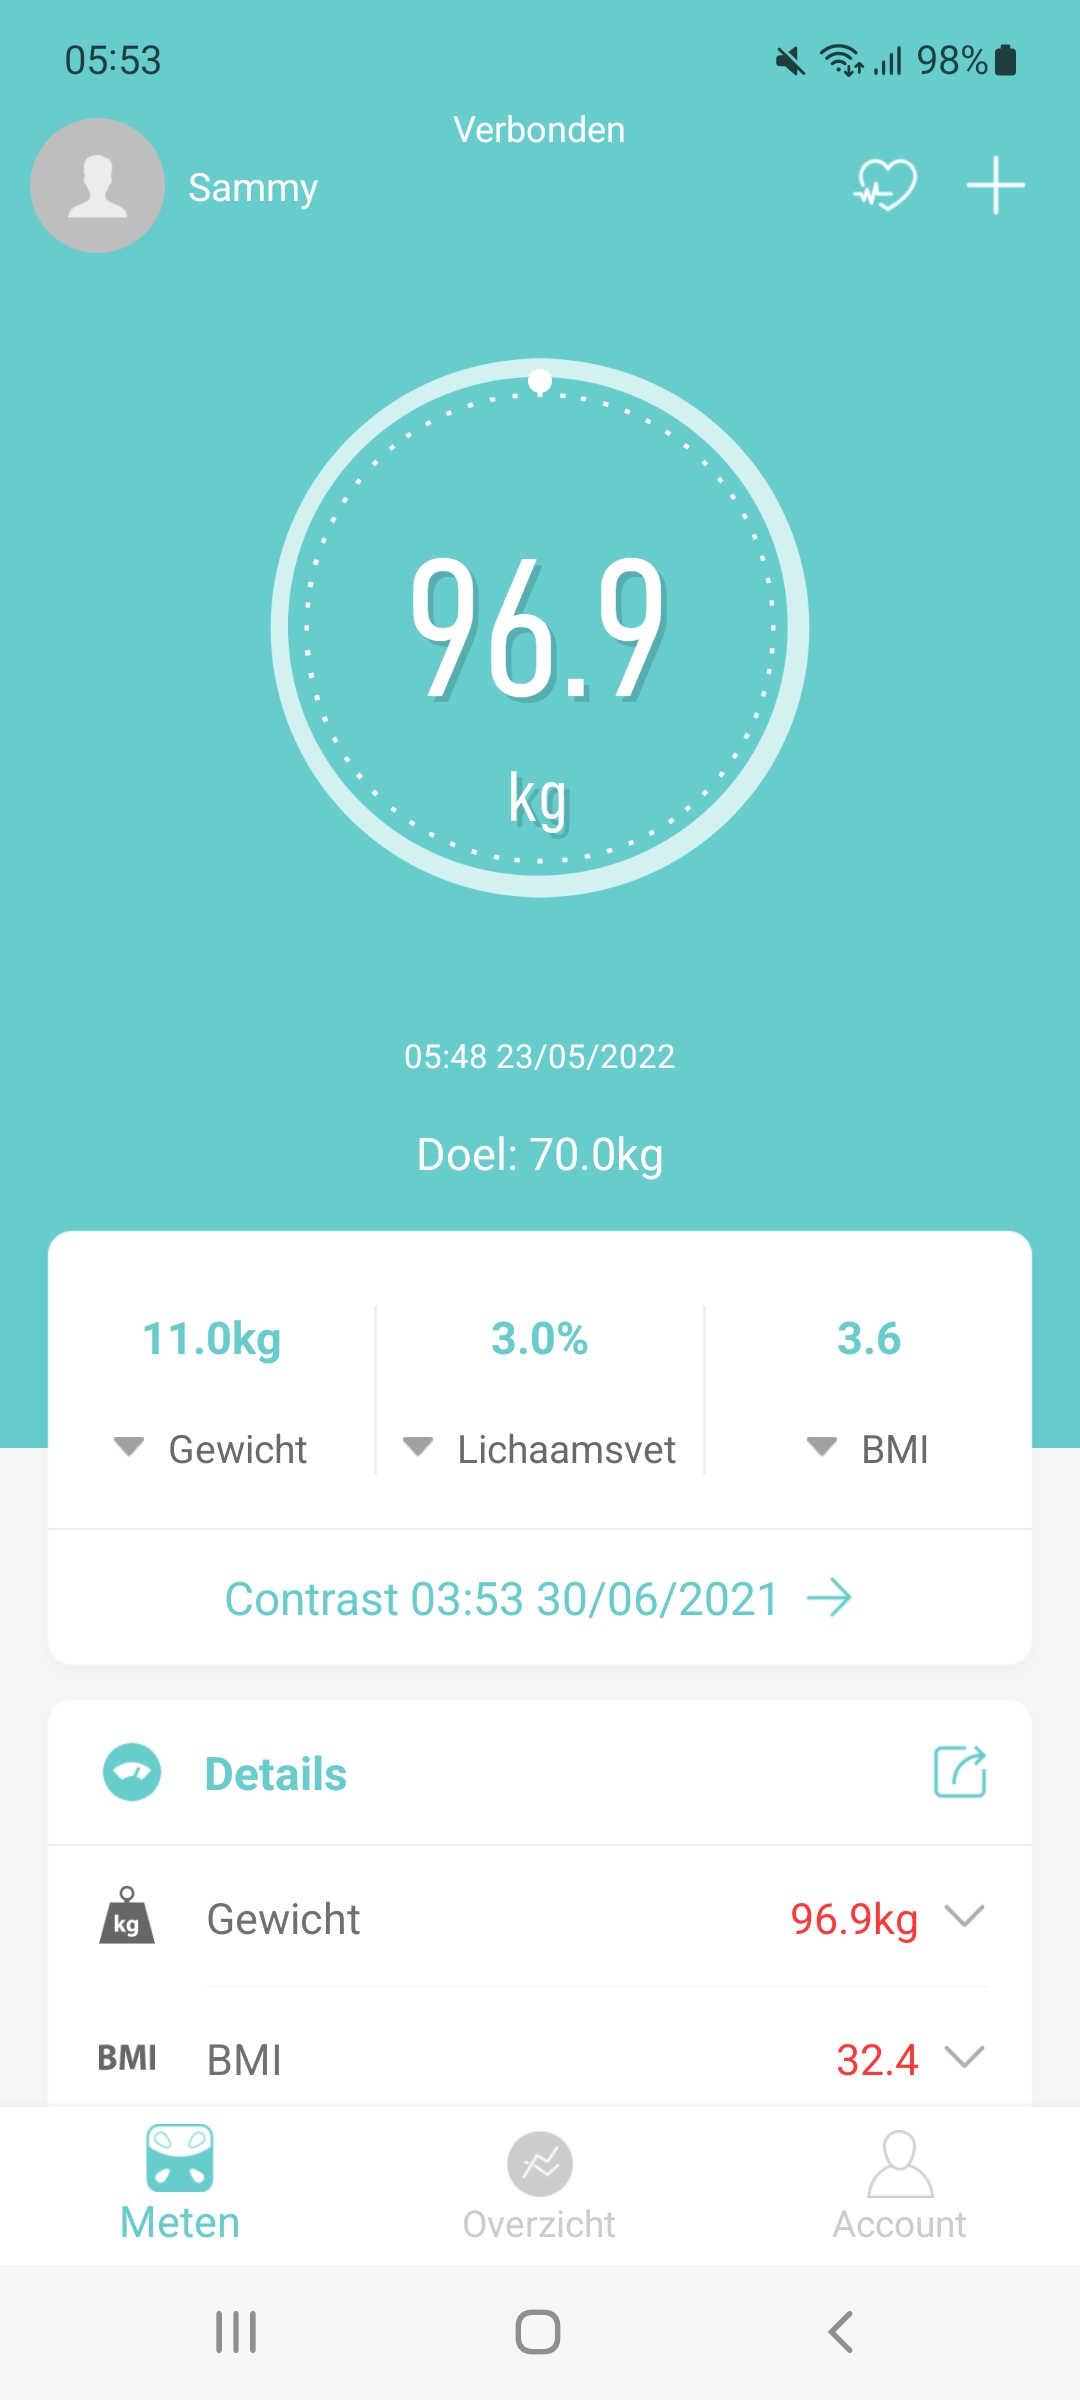 05:53
98%
Verbonden
Sammy
96.9
kg
05:48 23/05/2022
Doel: 70.0kg
11.0kg 3.0% 3.6
Gewicht Lichaamsvet BMI
Contrast 03:53 30/06/2021
Details
kg Gewicht 96.9kg
BMI BMI 32.4
Meten Overzicht Account